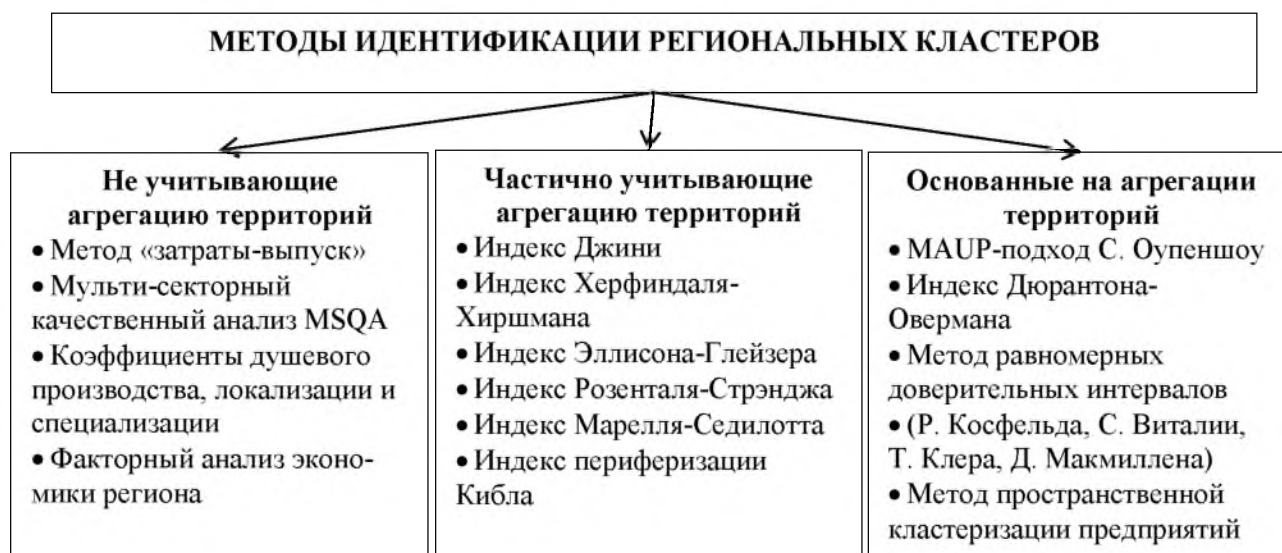 МЕТОДЫ ИДЕНТИФИКАЦИИ РЕГИОНАЛЬНЫХ КЛАСТЕРОВ
Не учитывающие
агрегацию территорий
• Метод «затраты-выпуск»
• Мульти-секторный
качественный анализ MSQA
• Коэффициенты душевого
производства, локализации и
специализации
• Факторный анализ эконо-
мики региона
Частично учитывающие
агрегацию территорий
• Индекс Джини
• Индекс Херфиндаля-
Хиршмана
• Индекс Эллисона-Глейзера
• Индекс Розенталя-Стрэнджа
• Индекс Марелля-Седилотта
• Индекс периферизации
Кибла
Основанные на агрегации
территорий
• MAUP-подход С. Оупеншоу
• Индекс Дюрантона-
Овермана
• Метод равномерных
доверительных интервалов
• (Р. Косфельда, С. Виталии,
Т. Клера, Д. Макмиллена)
• Метод пространственной
кластеризации предприятий